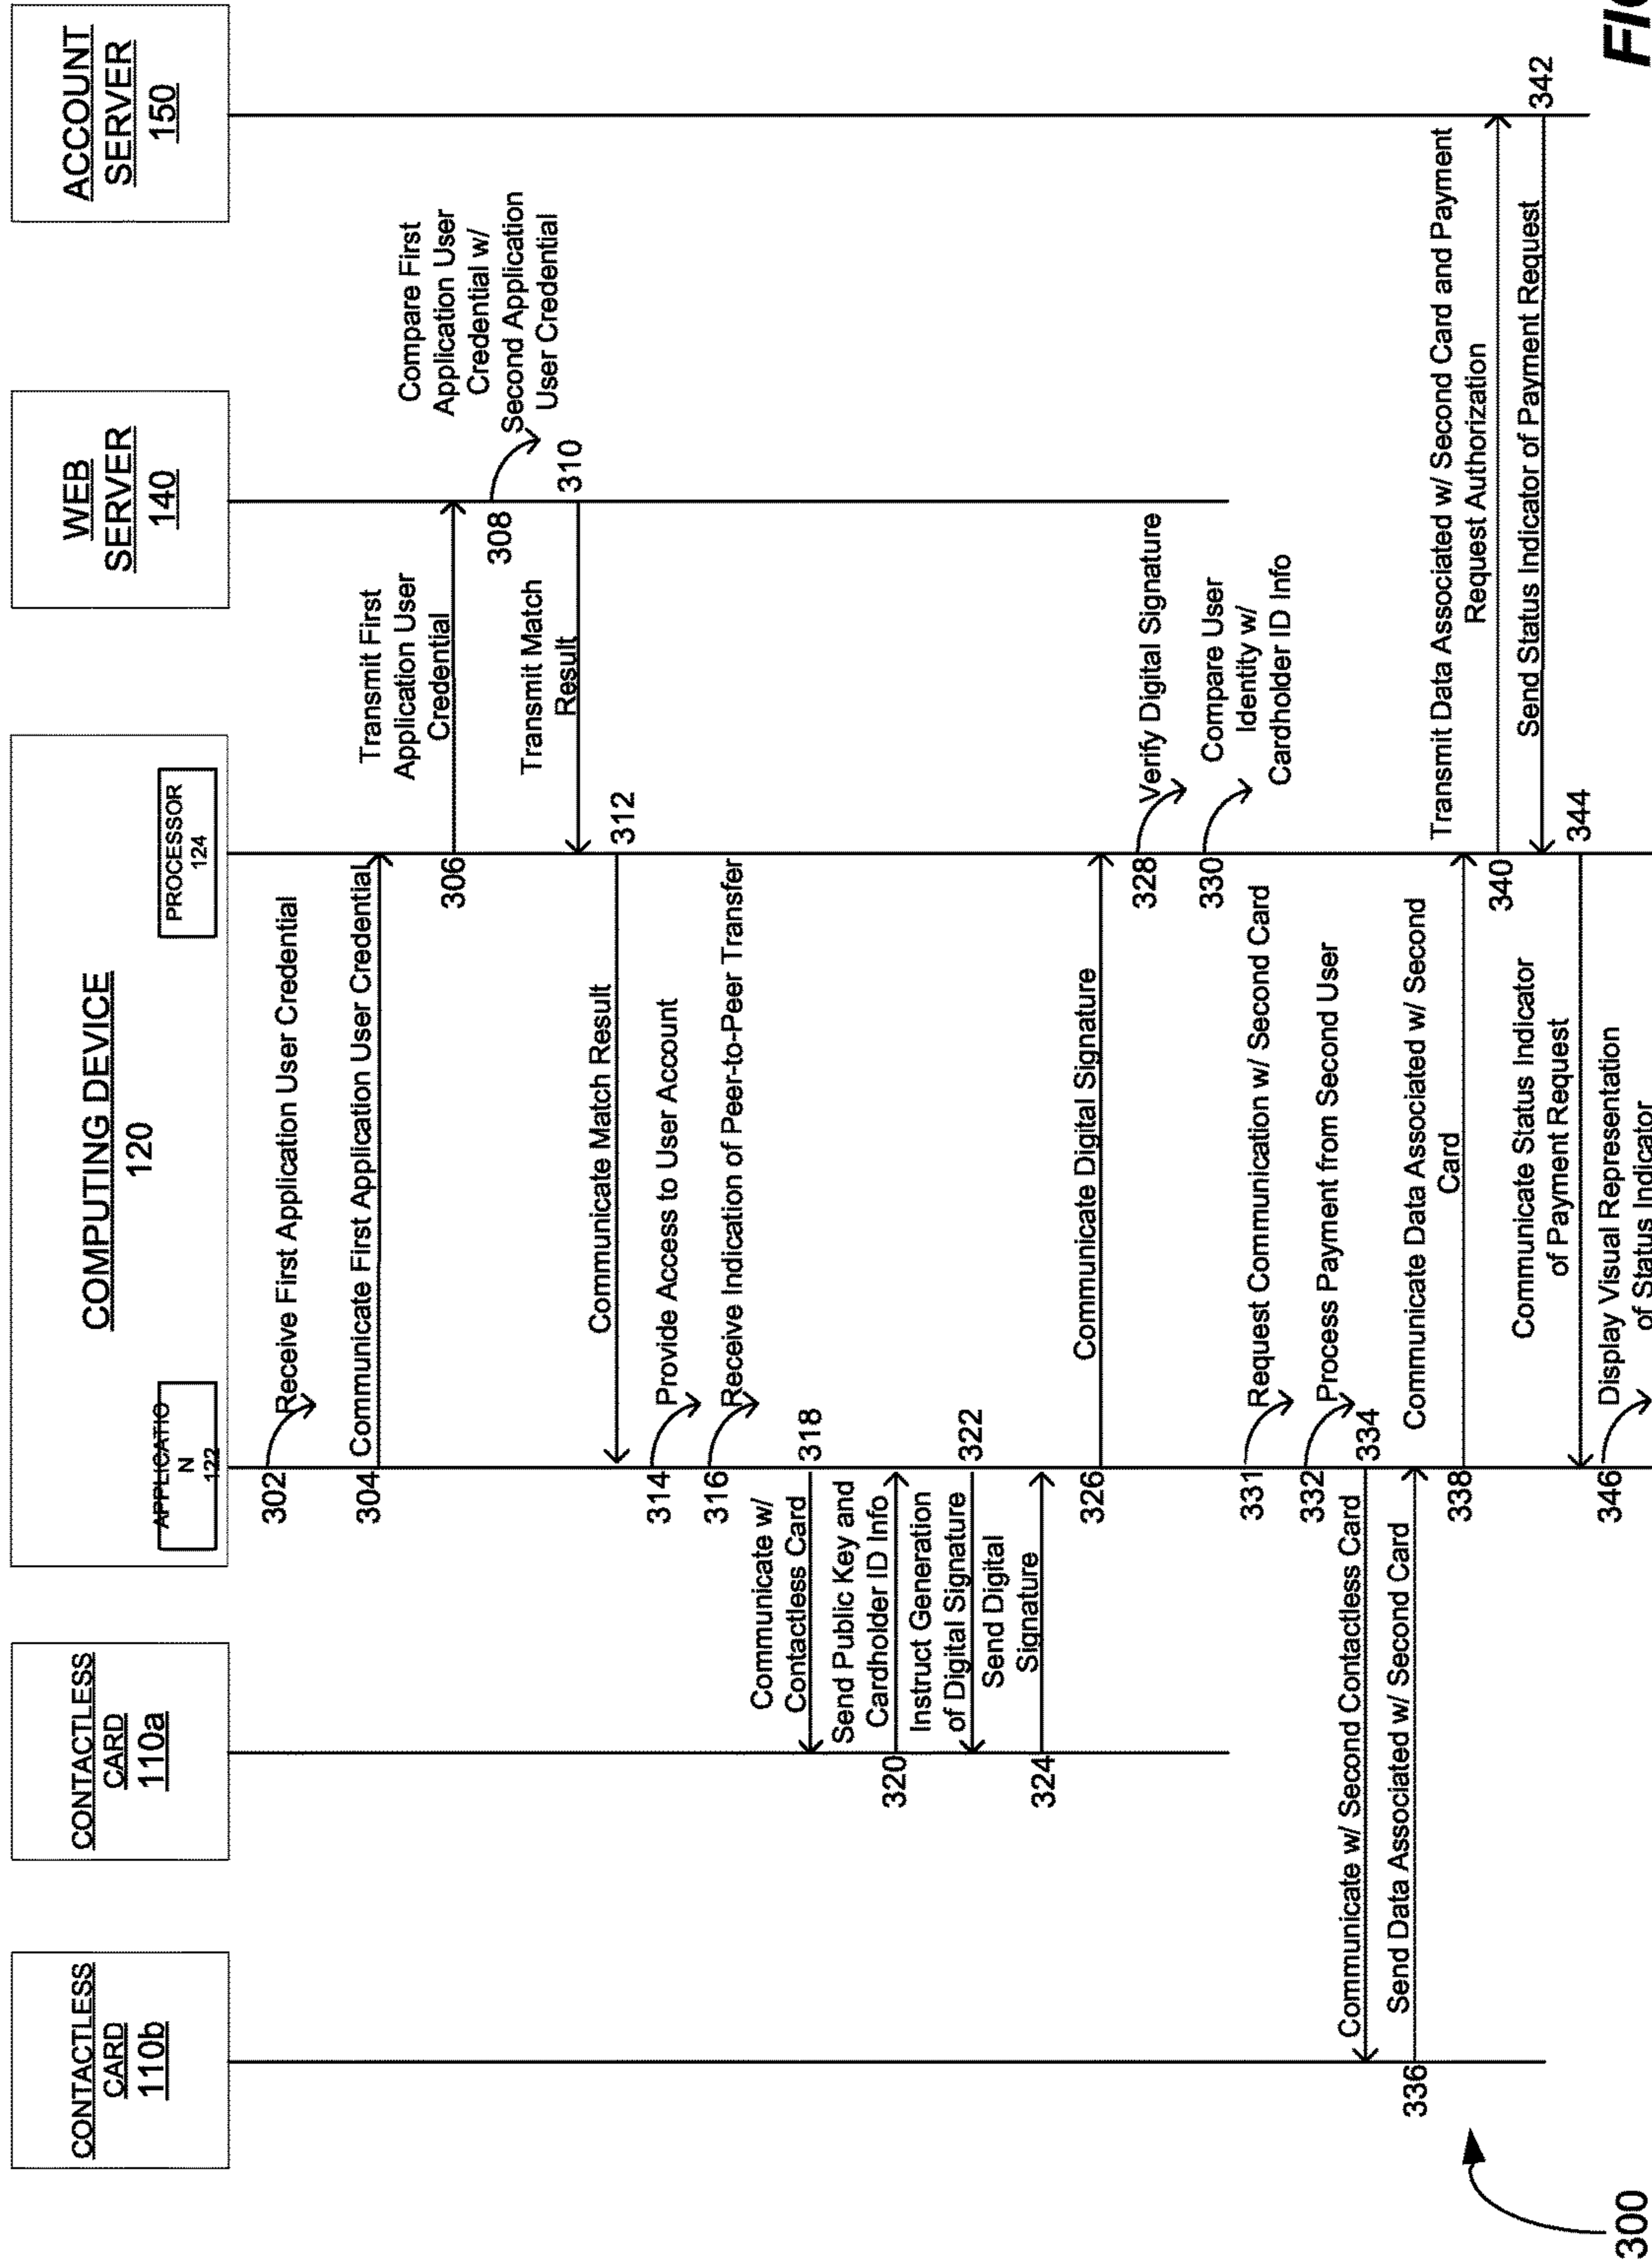 CONTACTLESS
CARD
110b
CONTACTLESS
CARD
110a
COMPUTING DEVICE
120
APPLICATIO
N
122
PROCESSOR
124
WEB
SERVER
140
ACCOUNT
SERVER
150
302
Receive First Application User Credential
304
Communicate First Application User Credential
306
Transmit First
Application User
Credential
308
Compare First
Application User
Credential w/
Second Application
User Credential
310
Transmit Match
Result
312
Communicate Match Result
314
Provide Access to User Account
316
Receive Indication of Peer-to-Peer Transfer
318
Communicate w/
Contactless Card
Send Public Key and
Cardholder ID Info
320
322
Instruct Generation
of Digital Signature
Send Digital
Signature
324
326
Communicate Digital Signature
328
Verify Digital Signature
330
Compare User
Identity w/
Cardholder ID Info
331
Request Communication w/ Second Card
332
Process Payment from Second User
334
Communicate w/ Second Contactless Card
Send Data Associated w/ Second Card
336
338
Communicate Data Associated w/ Second
Card
340
Transmit Data Associated w/ Second Card and Payment
Request Authorization
342
Send Status Indicator of Payment Request
344
Communicate Status Indicator
of Payment Request
346
Display Visual Representation
of Status Indicator
300